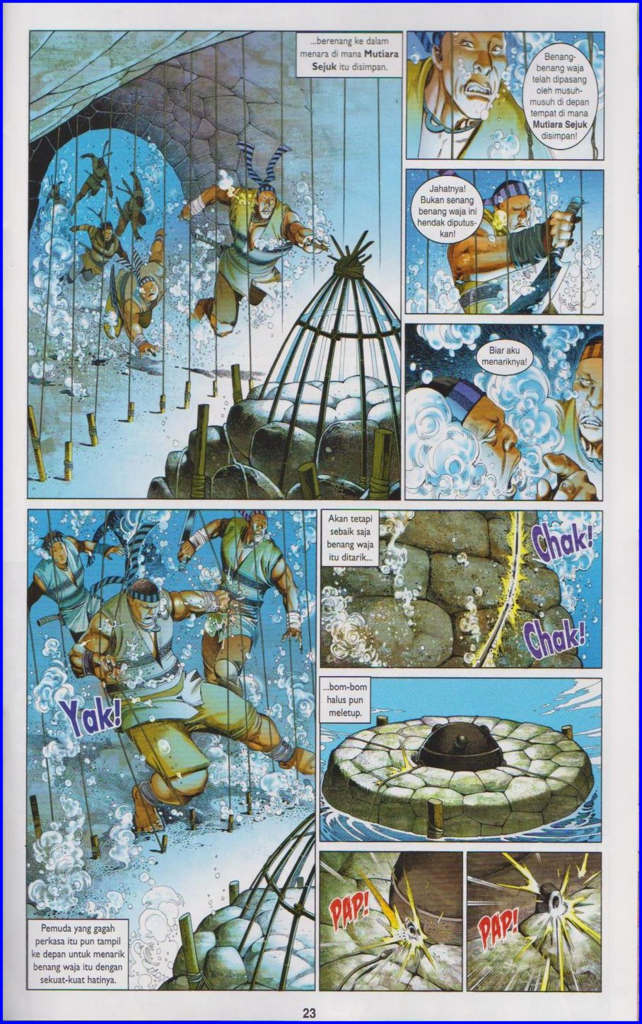 ...berenang ke dalam
menara di mana Mutiara
Sejuk itu disimpan.
Benang-
benang waja
telah dipasang
oleh musuh-
musuh di depan
tempat di mana
Mutiara Sejuk
disimpan!
Jahatnya!
Bukan senang
benang waja ini
hendak diputus-
kan!
Biar aku
menariknya!
Yak!
Pemuda yang gagah
perkasa itu pun tampil
ke depan untuk menarik
benang waja itu dengan
sekuat-kuat hatinya.
Akan tetapi
sebaik saja
benang waja
itu ditarik...
Chak!
Chak!
...bom-bom
halus pun
meletup.
PAP!
PAP!
23